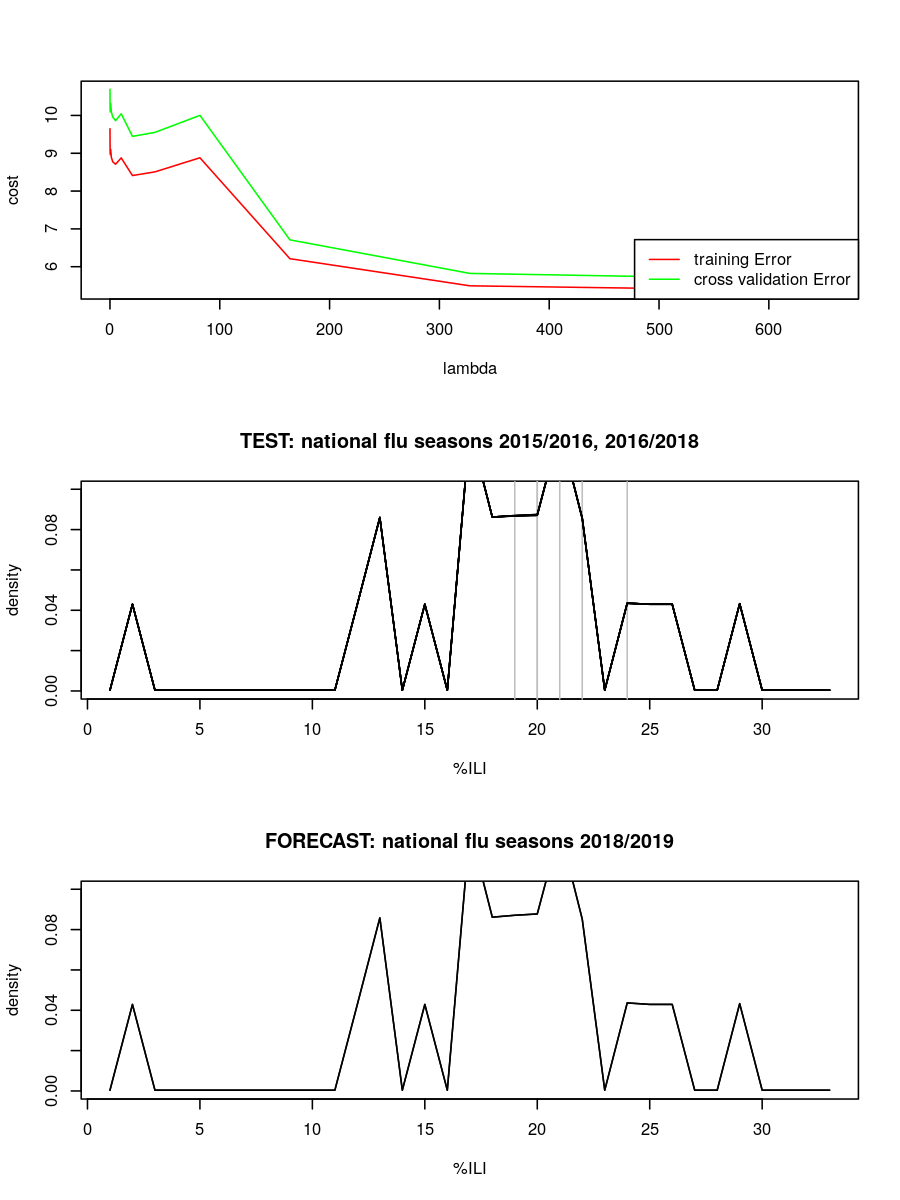 cost
6 7 8 9 10
training Error
cross validation Error
0 100 200 300 400 500 600
lambda
TEST: national flu seasons 2015/2016, 2016/2018
density
0.00 0.04 0.08
0 5 10 15 20 25 30
%ILI
FORECAST: national flu seasons 2018/2019
density
0.00 0.04 0.08
0 5 10 15 20 25 30
%ILI